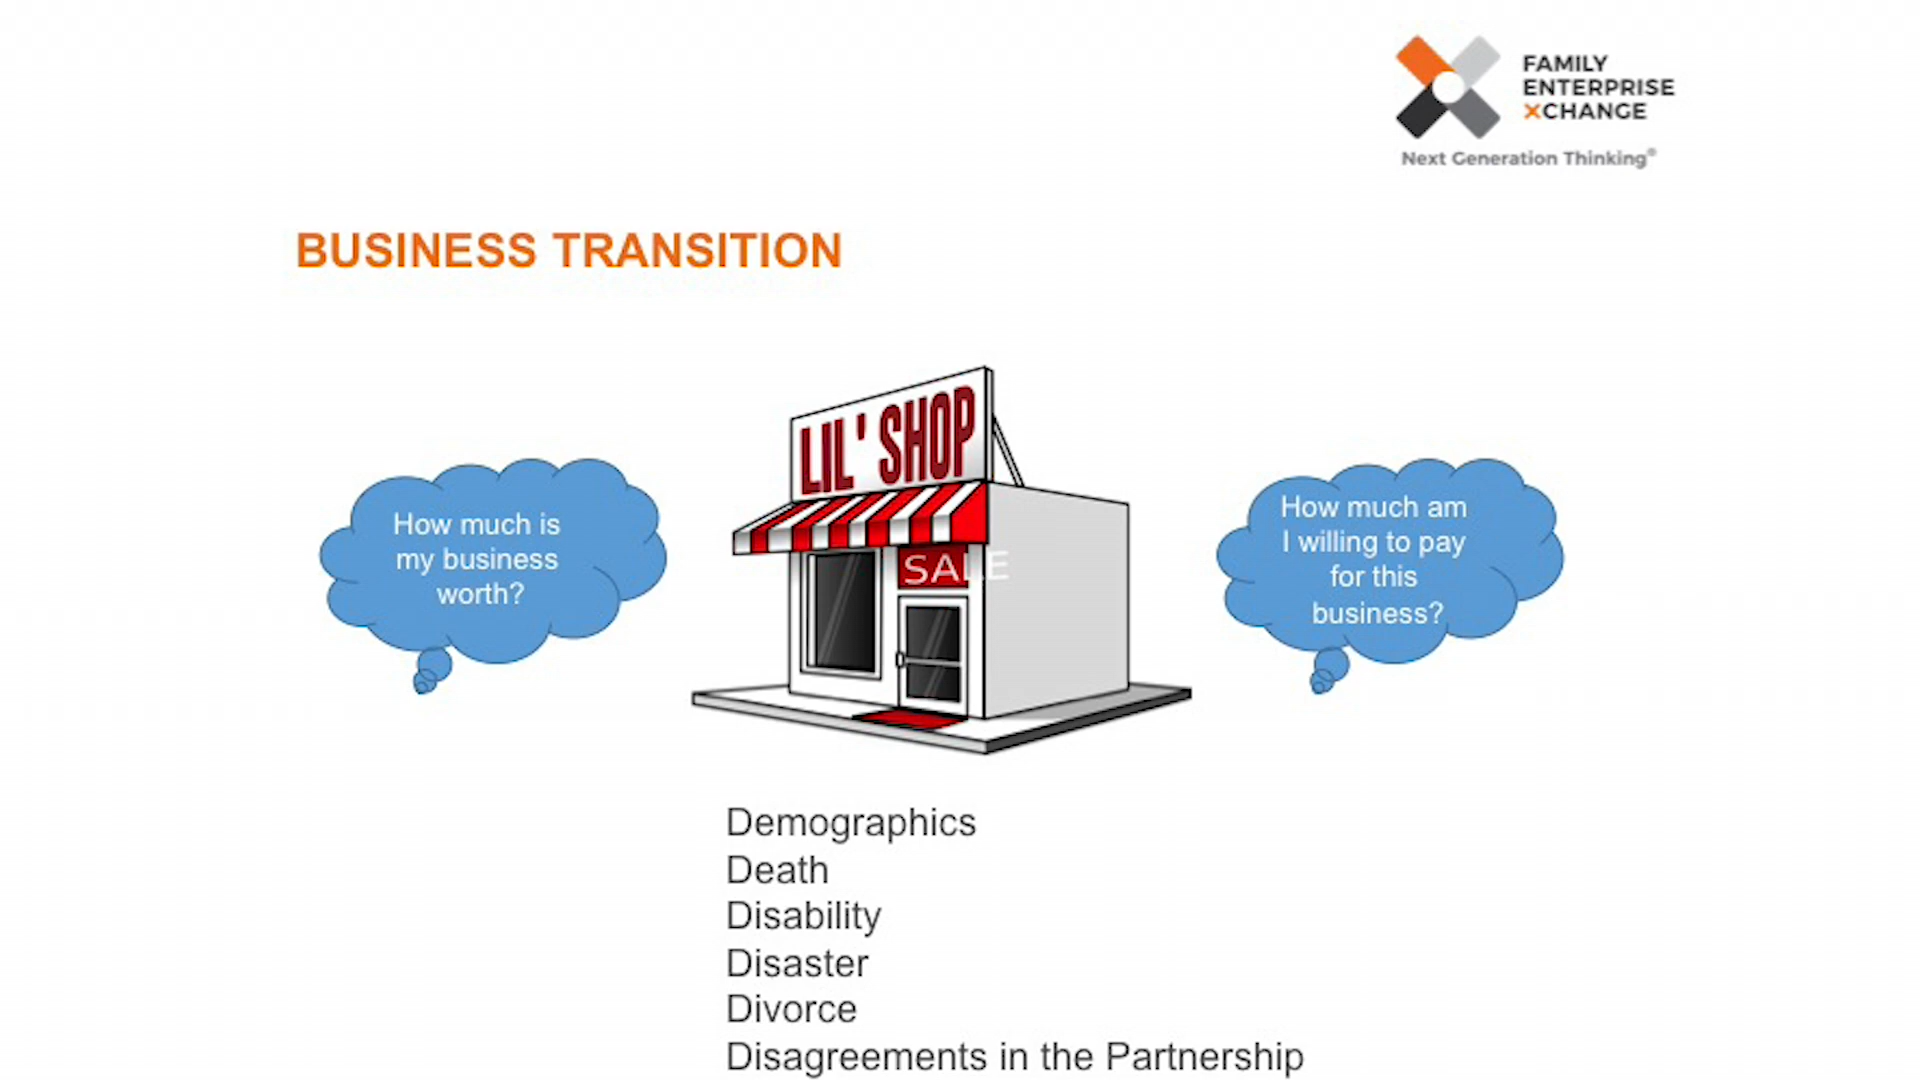 FAMILY
ENTERPRISE
XCHANGE
Next Generation Thinking®
BUSINESS TRANSITION
LIL' SHOP
SALE
How much is
my business
worth?
How much am
I willing to pay
for this
business?
Demographics
Death
Disability
Disaster
Divorce
Disagreements in the Partnership